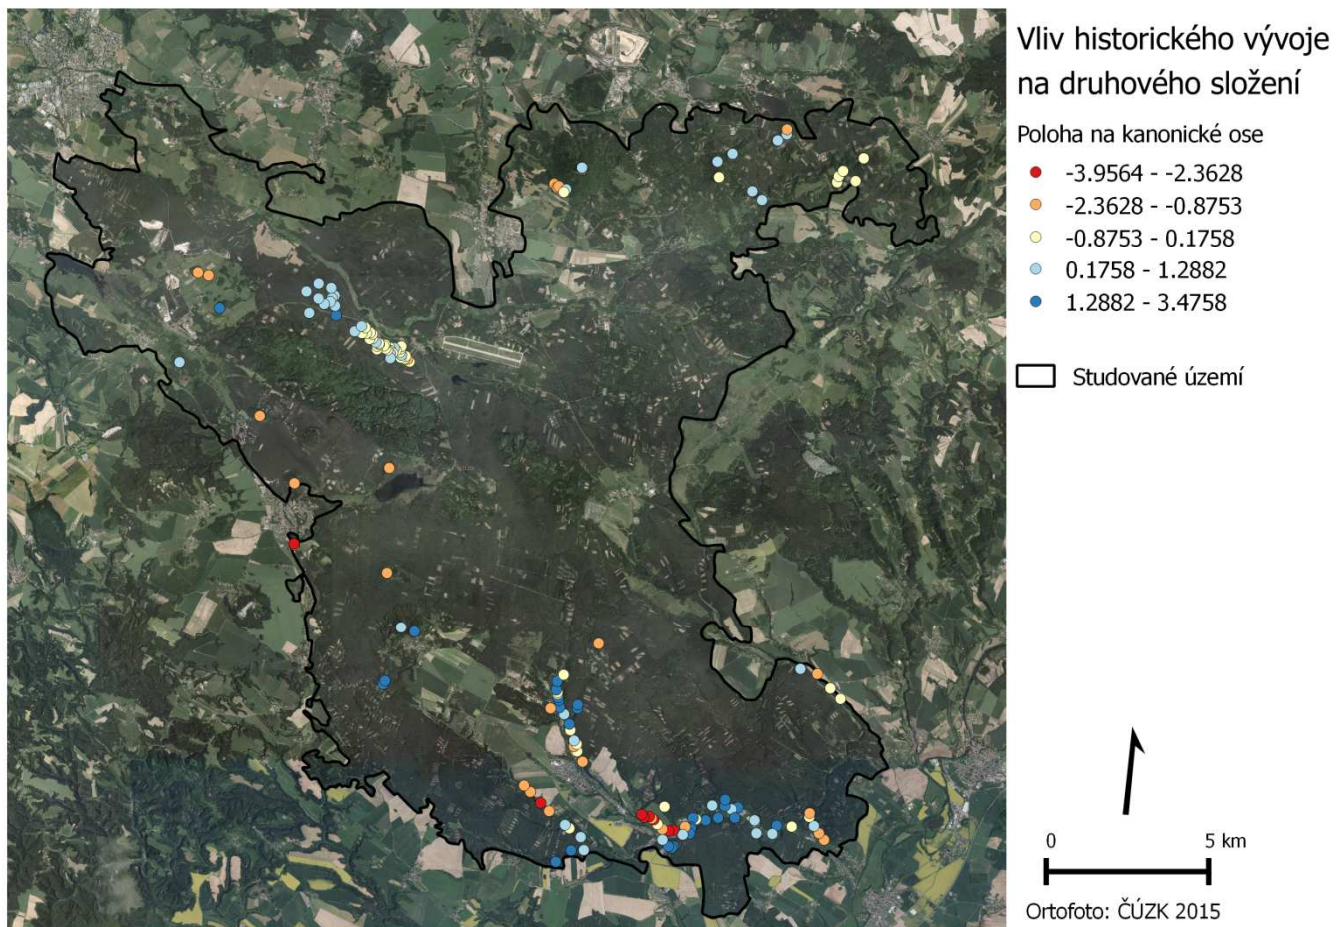 Vliv historického vývoje
na druhového složení
Poloha na kanonické ose
-3.9564 - -2.3628
-2.3628 - -0.8753
-0.8753 - 0.1758
0.1758 - 1.2882
1.2882 - 3.4758
Studované území
0 5 km
Ortofoto: ČÚZK 2015